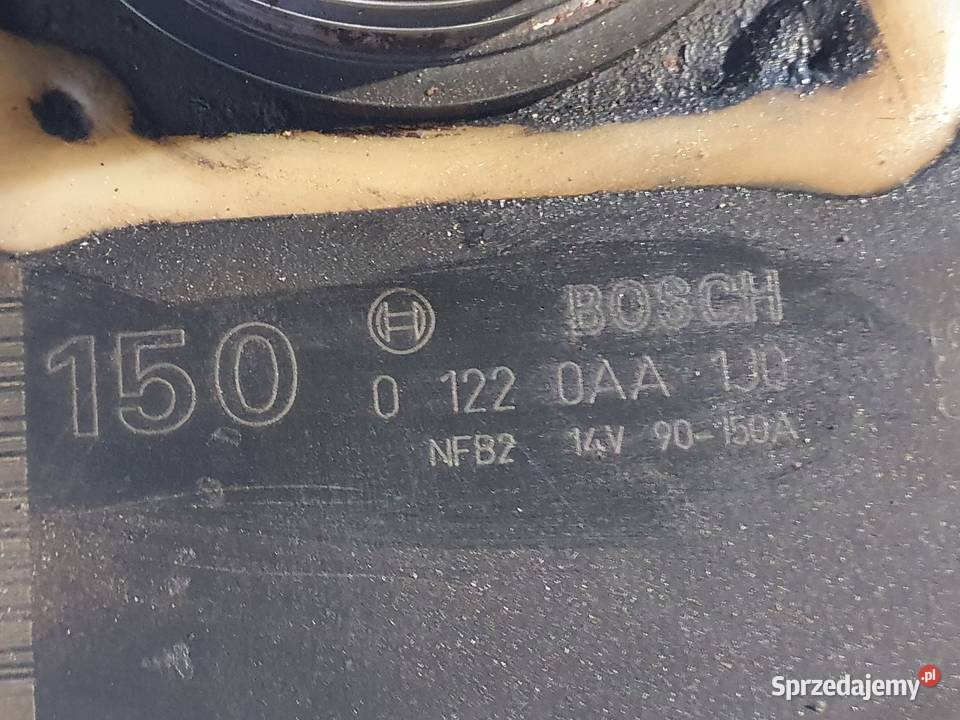 BOSCH
150 0 122 0AA 1J0
NFB2 14V 90-150A
Sprzedajemy.pl